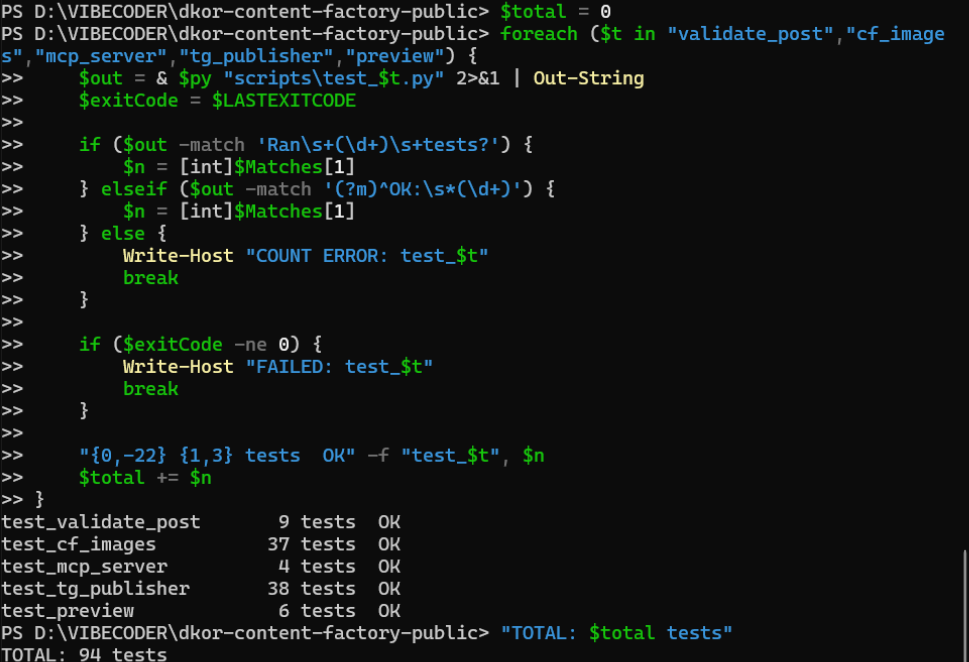 PS D:\VIBECODER\dkor-content-factory-public> $total = 0
PS D:\VIBECODER\dkor-content-factory-public> foreach ($t in "validate_post","cf_image
s","mcp_server","tg_publisher","preview") {
>>     $out = & $py "scripts\test_$t.py" 2>&1 | Out-String
>>     $exitCode = $LASTEXITCODE
>>
>>     if ($out -match 'Ran\s+(\d+)\s+tests?') {
>>         $n = [int]$Matches[1]
>>     } elseif ($out -match '(?m)^OK:\s*(\d+)') {
>>         $n = [int]$Matches[1]
>>     } else {
>>         Write-Host "COUNT ERROR: test_$t"
>>         break
>>     }
>>
>>     if ($exitCode -ne 0) {
>>         Write-Host "FAILED: test_$t"
>>         break
>>     }
>>
>>     "{0,-22} {1,3} tests  OK" -f "test_$t", $n
>>     $total += $n
>> }
test_validate_post       9 tests  OK
test_cf_images          37 tests  OK
test_mcp_server          4 tests  OK
test_tg_publisher       38 tests  OK
test_preview             6 tests  OK
PS D:\VIBECODER\dkor-content-factory-public> "TOTAL: $total tests"
TOTAL: 94 tests